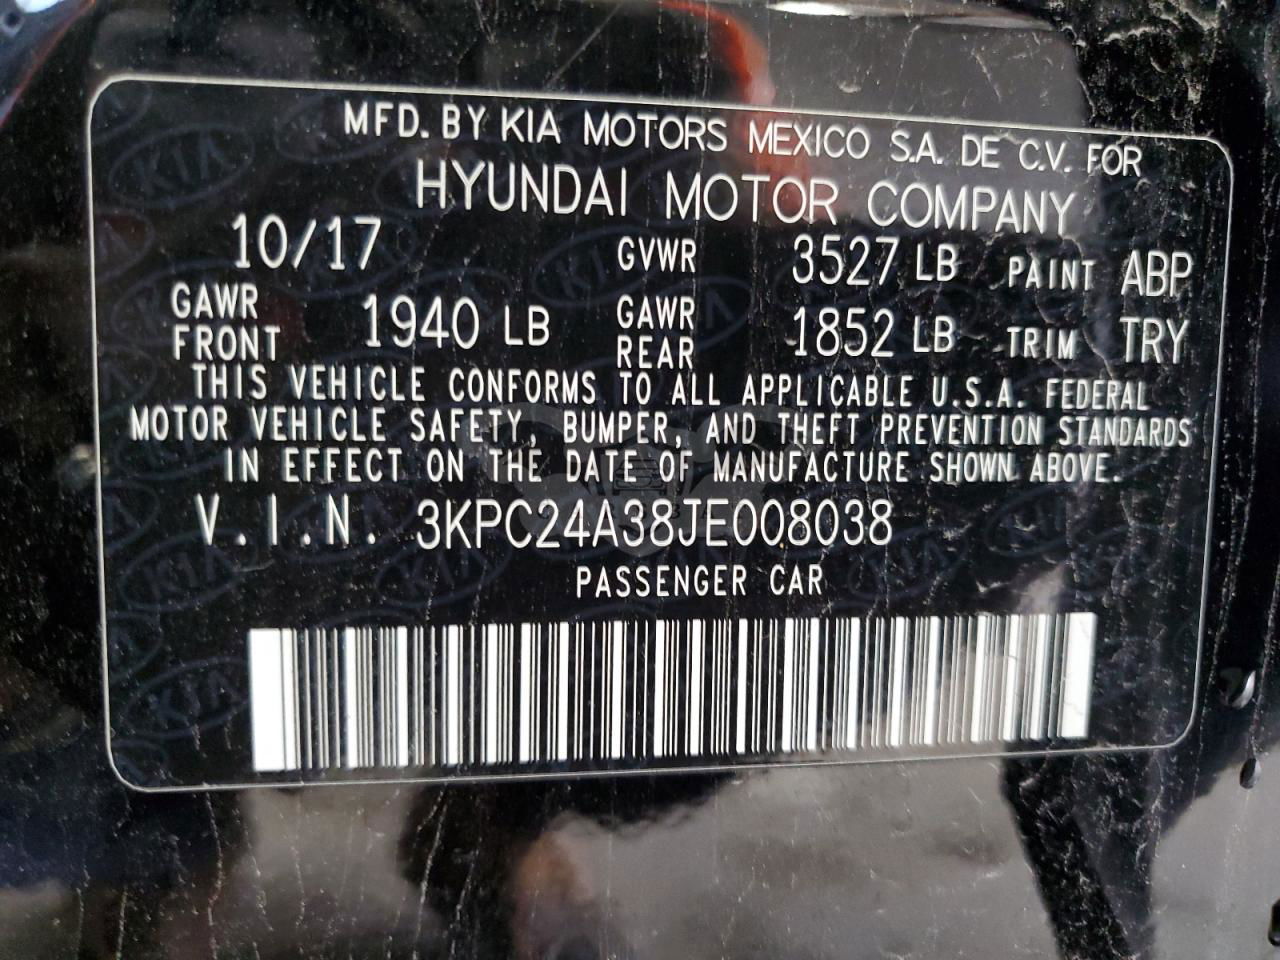 MFD. BY KIA MOTORS MEXICO S.A. DE C.V. FOR
HYUNDAI MOTOR COMPANY
10/17 GVWR 3527 LB PAINT ABP
GAWR FRONT 1940 LB GAWR REAR 1852 LB TRIM TRY
THIS VEHICLE CONFORMS TO ALL APPLICABLE U.S.A. FEDERAL
MOTOR VEHICLE SAFETY, BUMPER, AND THEFT PREVENTION STANDARDS
IN EFFECT ON THE DATE OF MANUFACTURE SHOWN ABOVE.
V.I.N. 3KPC24A38JE008038
PASSENGER CAR